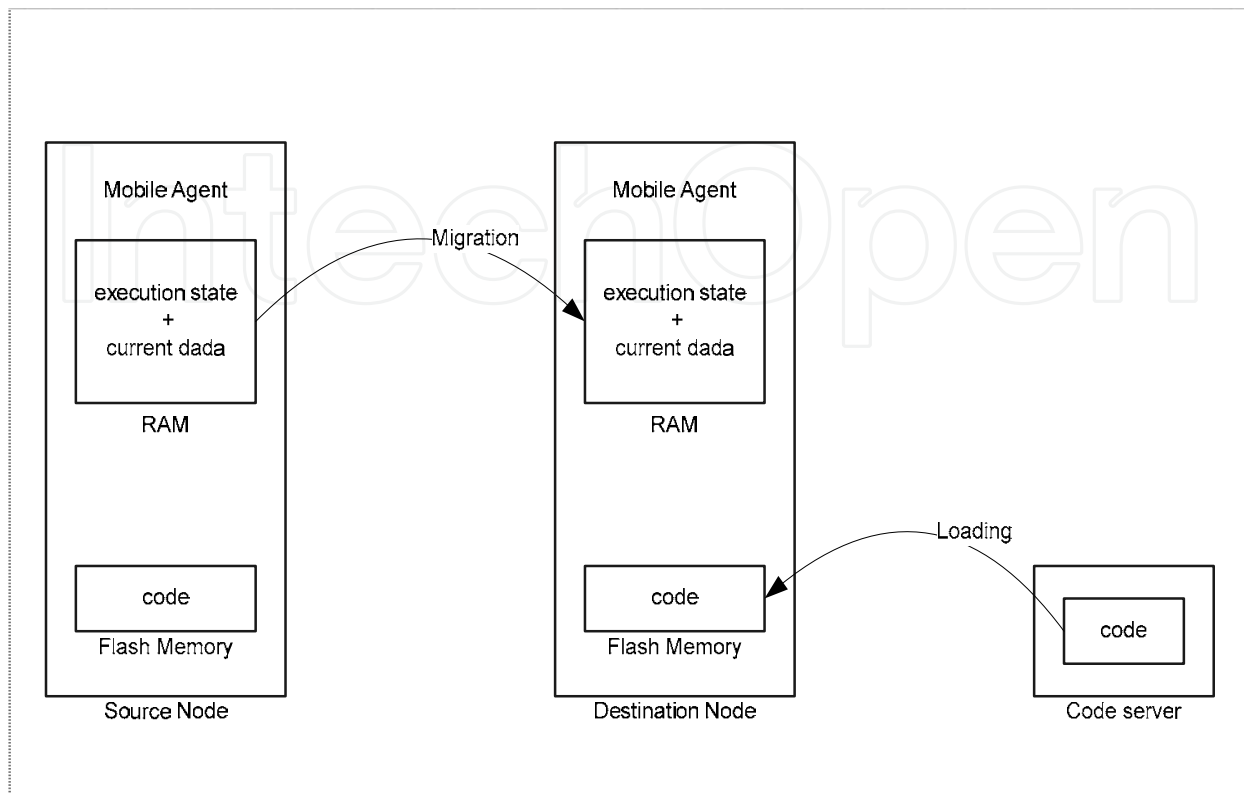 IntechOpen
Mobile Agent
execution state
+
current dada
RAM
code
Flash Memory
Source Node
Migration
Mobile Agent
execution state
+
current dada
RAM
code
Flash Memory
Destination Node
Loading
code
Code server